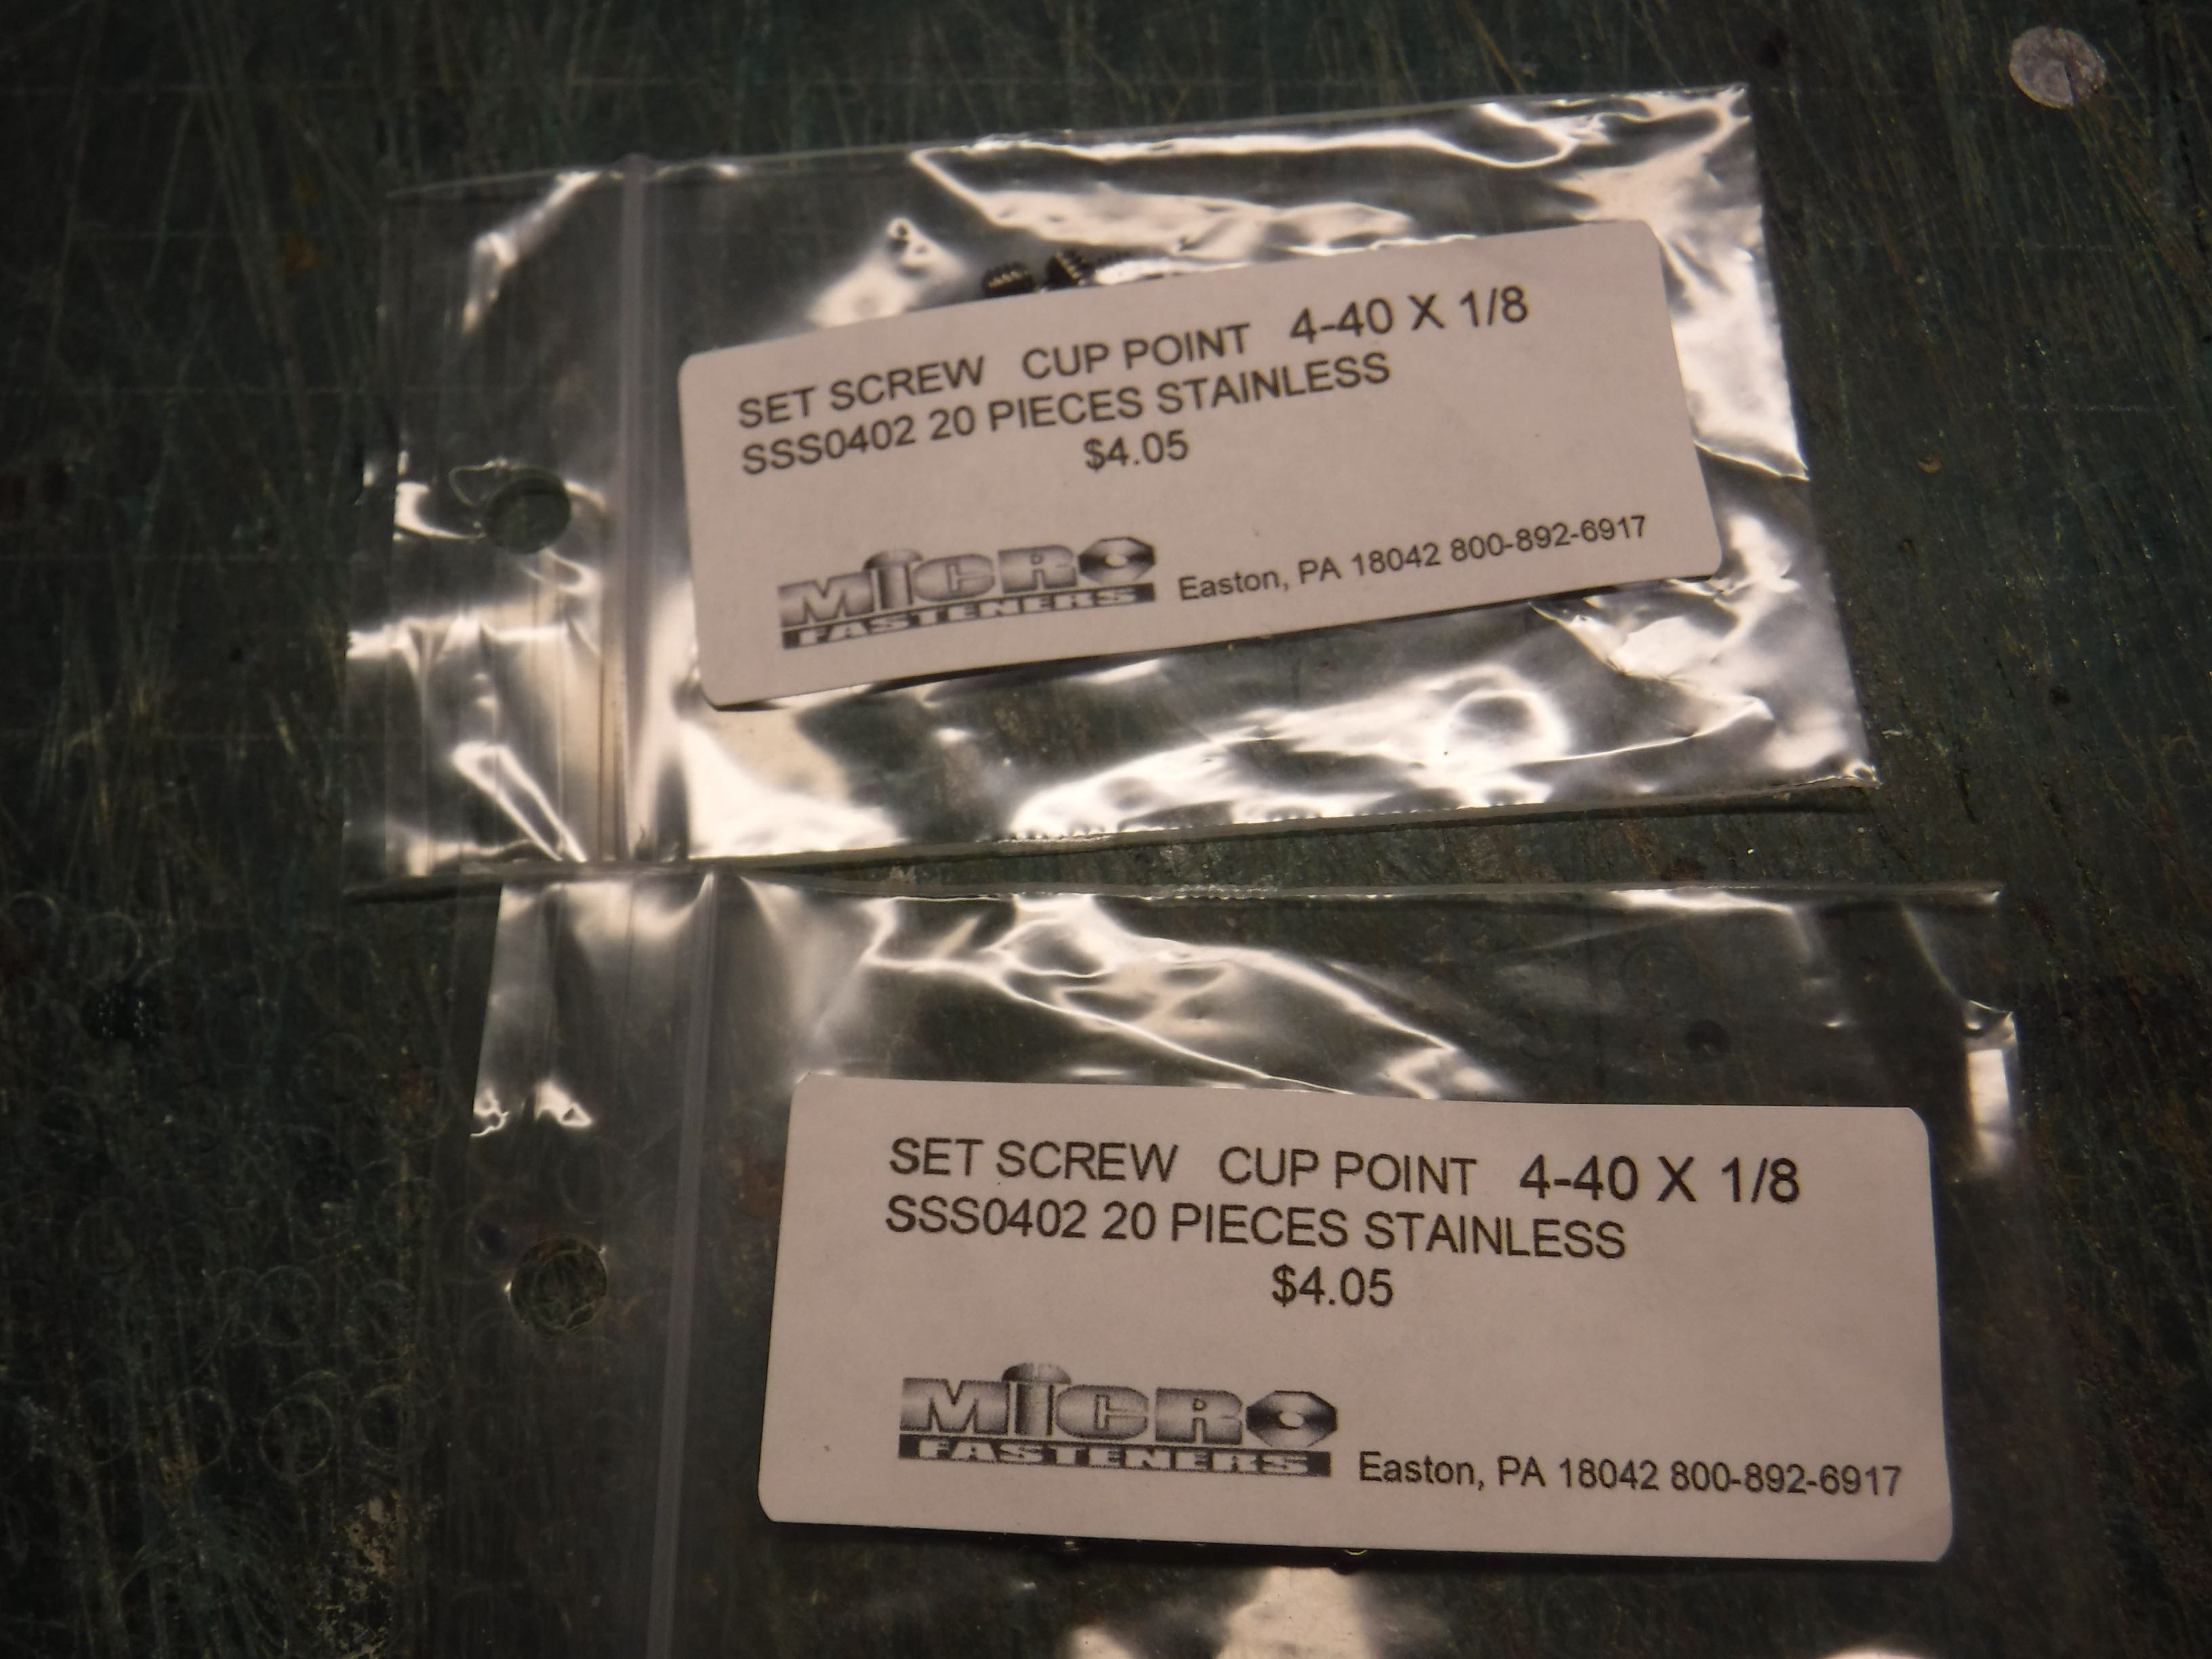 SET SCREW CUP POINT 4-40 X 1/8
SSS0402 20 PIECES STAINLESS
$4.05
MICRO
FASTENERS Easton, PA 18042 800-892-6917
SET SCREW CUP POINT 4-40 X 1/8
SSS0402 20 PIECES STAINLESS
$4.05
MICRO
FASTENERS Easton, PA 18042 800-892-6917